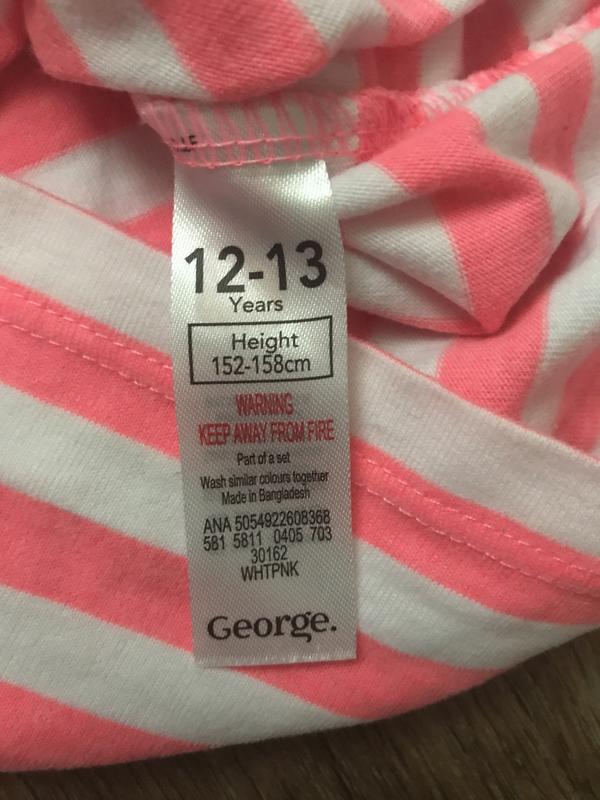 12-13
Years
Height
152-158cm
WARNING
KEEP AWAY FROM FIRE
Part of a set
Wash similar colours together
Made in Bangladesh
ANA 5054922608368
581 5811 0405 703
30162
WHTPNK
George.